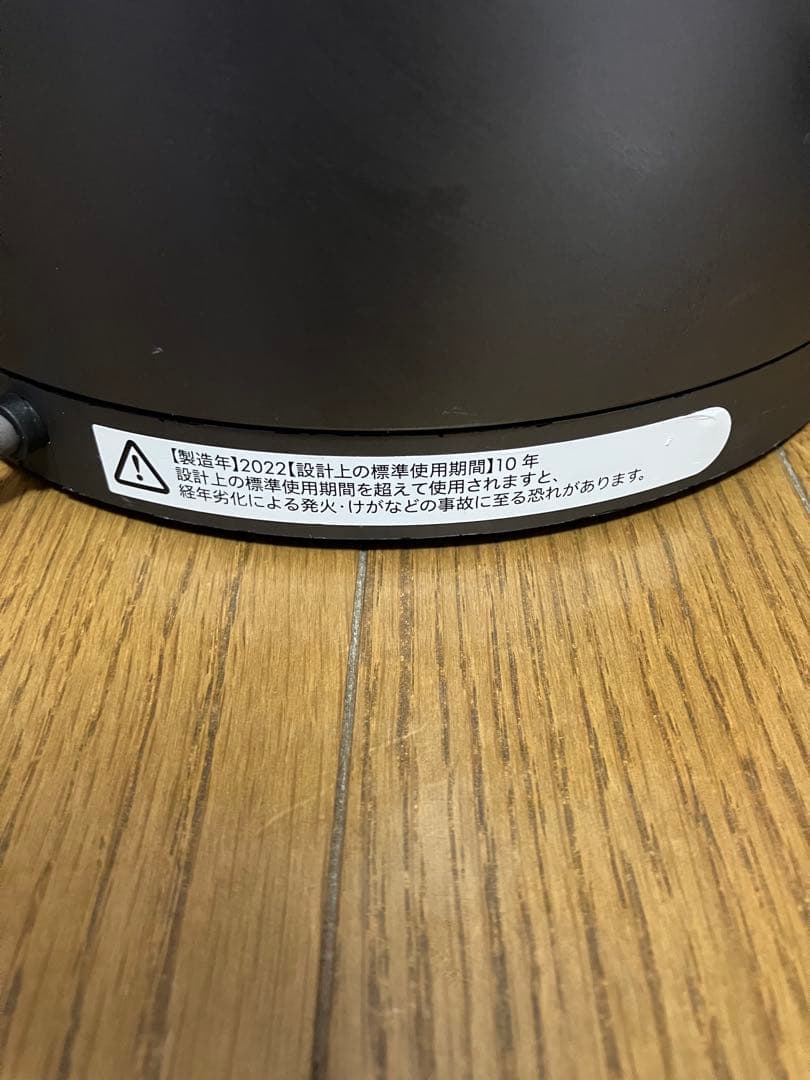 【製造年】2022【設計上の標準使用期間】10年
設計上の標準使用期間を超えて使用されますと、
経年劣化による発火・けがなどの事故に至る恐れがあります。